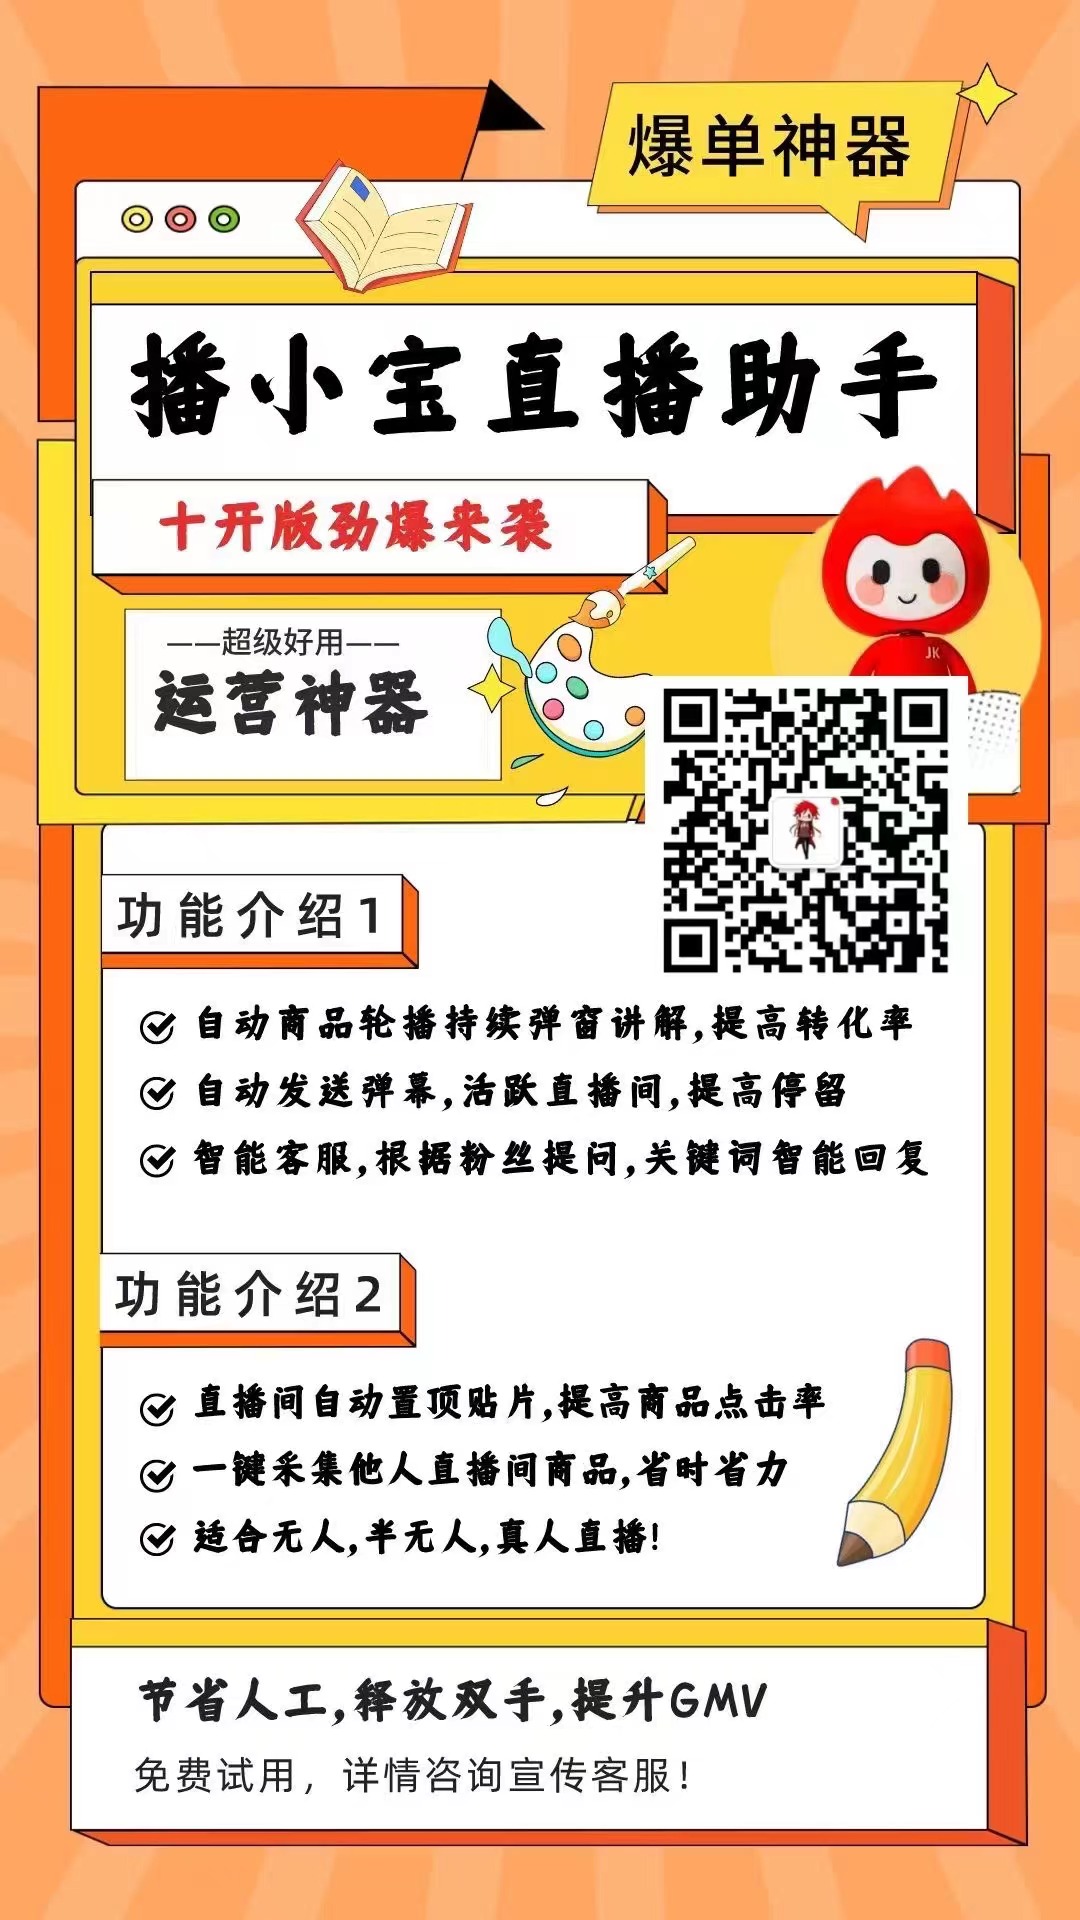 爆单神器
播小宝直播助手
十开版劲爆来袭
——超级好用——
运营神器
JK
功能介绍1
自动商品轮播持续弹窗讲解,提高转化率
自动发送弹幕,活跃直播间,提高停留
智能客服,根据粉丝提问,关键词智能回复
功能介绍2
直播间自动置顶贴片,提高商品点击率
一键采集他人直播间商品,省时省力
适合无人,半无人,真人直播!
节省人工,释放双手,提升GMV
免费试用，详情咨询宣传客服！